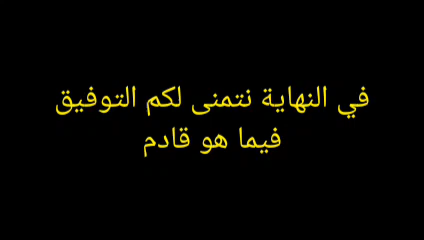 في النهاية نتمنى لكم التوفيق
فيما هو قادم